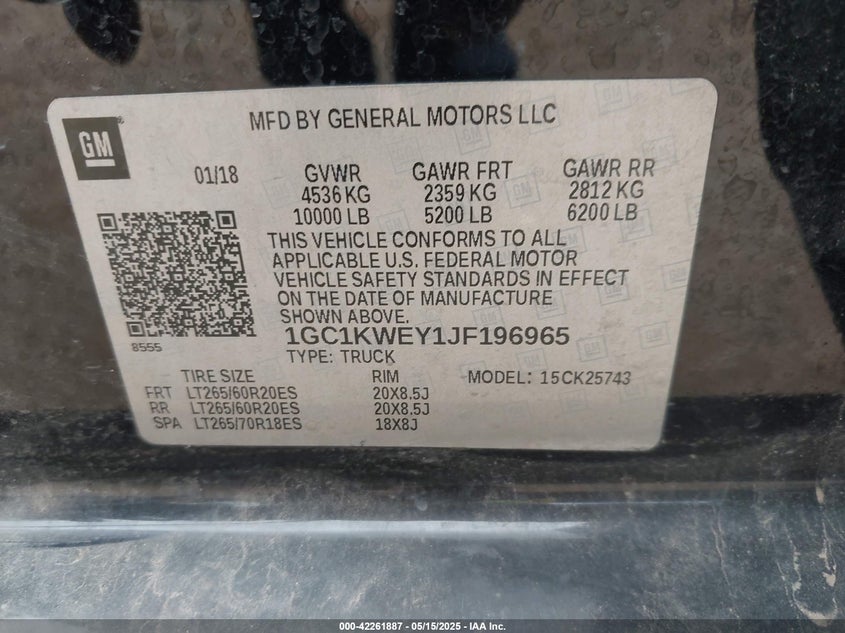 MFD BY GENERAL MOTORS LLC
GM®
01/18 GVWR GAWR FRT GAWR RR
4536 KG 2359 KG 2812 KG
10000 LB 5200 LB 6200 LB
THIS VEHICLE CONFORMS TO ALL
APPLICABLE U.S. FEDERAL MOTOR
VEHICLE SAFETY STANDARDS IN EFFECT
ON THE DATE OF MANUFACTURE
SHOWN ABOVE.
8555
1GC1KWEY1JF196965
TYPE: TRUCK
TIRE SIZE RIM MODEL: 15CK25743
FRT LT265/60R20ES 20X8.5J
RR LT265/60R20ES 20X8.5J
SPA LT265/70R18ES 18X8J
000-42261887 - 05/15/2025 - IAA Inc.